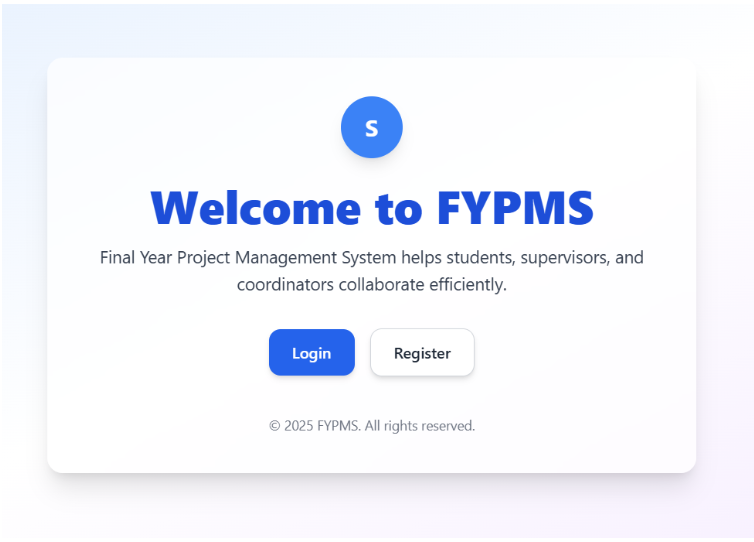 S
Welcome to FYPMS
Final Year Project Management System helps students, supervisors, and
coordinators collaborate efficiently.
Login
Register
© 2025 FYPMS. All rights reserved.